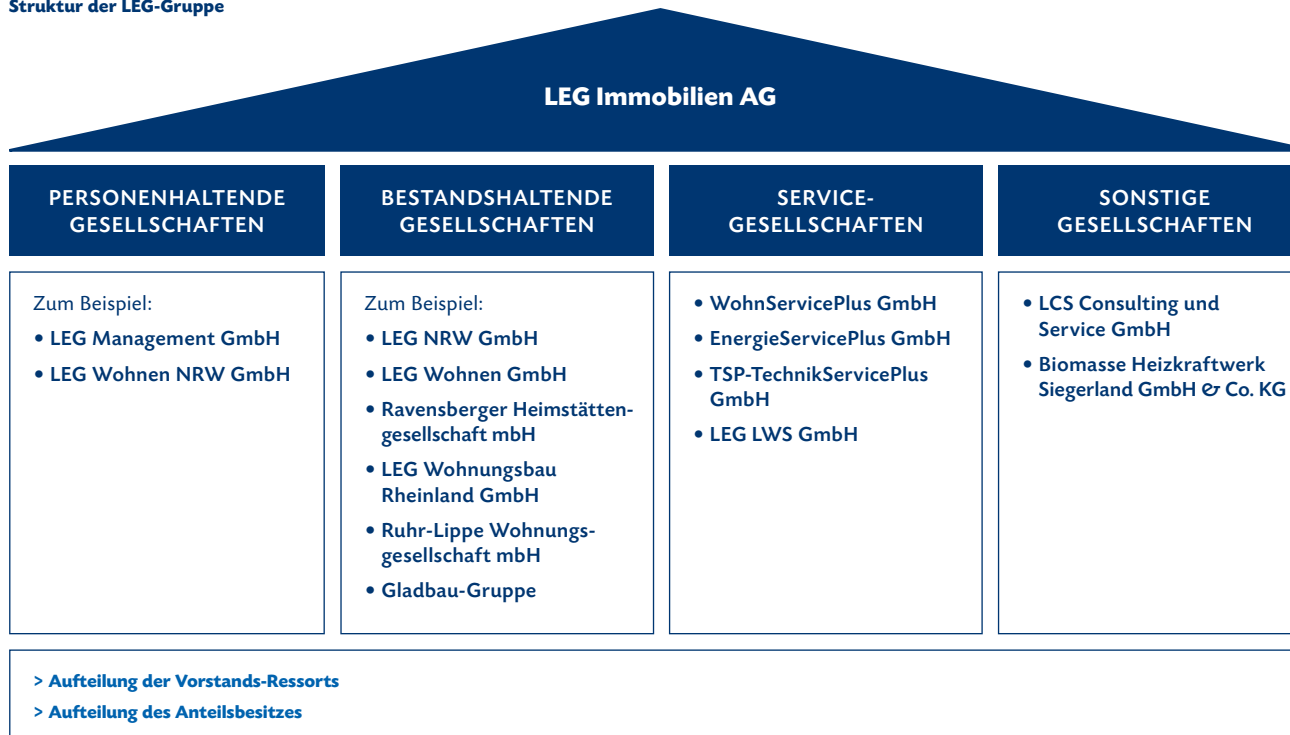 Struktur der LEG-Gruppe
LEG Immobilien AG
PERSONENHALTENDE
GESELLSCHAFTEN
Zum Beispiel:
• LEG Management GmbH
• LEG Wohnen NRW GmbH
BESTANDSHALTENDE
GESELLSCHAFTEN
Zum Beispiel:
• LEG NRW GmbH
• LEG Wohnen GmbH
• Ravensberger Heimstätten-
gesellschaft mbH
• LEG Wohnungsbau
Rheinland GmbH
• Ruhr-Lippe Wohnungs-
gesellschaft mbH
• Gladbau-Gruppe
SERVICE-
GESELLSCHAFTEN
• WohnServicePlus GmbH
• EnergieServicePlus GmbH
• TSP-TechnikServicePlus
GmbH
• LEG LWS GmbH
SONSTIGE
GESELLSCHAFTEN
• LCS Consulting und
Service GmbH
• Biomasse Heizkraftwerk
Siegerland GmbH & Co. KG
> Aufteilung der Vorstands-Ressorts
> Aufteilung des Anteilsbesitzes